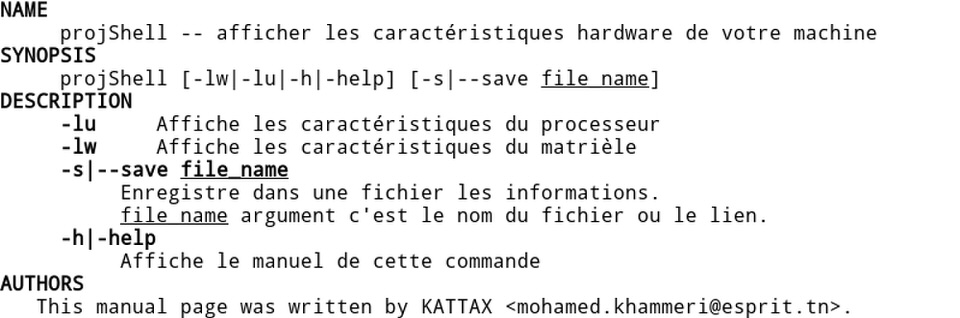 NAME
projShell -- afficher les caractéristiques hardware de votre machine
SYNOPSIS
projShell [-lw|-lu|-h|-help] [-s|--save file_name]
DESCRIPTION
-lu Affiche les caractéristiques du processeur
-lw Affiche les caractéristiques du matrièle
-s|--save file_name
Enregistre dans une fichier les informations.
file_name argument c'est le nom du fichier ou le lien.
-h|-help
Affiche le manuel de cette commande
AUTHORS
This manual page was written by KATTAX <mohamed.khammeri@esprit.tn>.